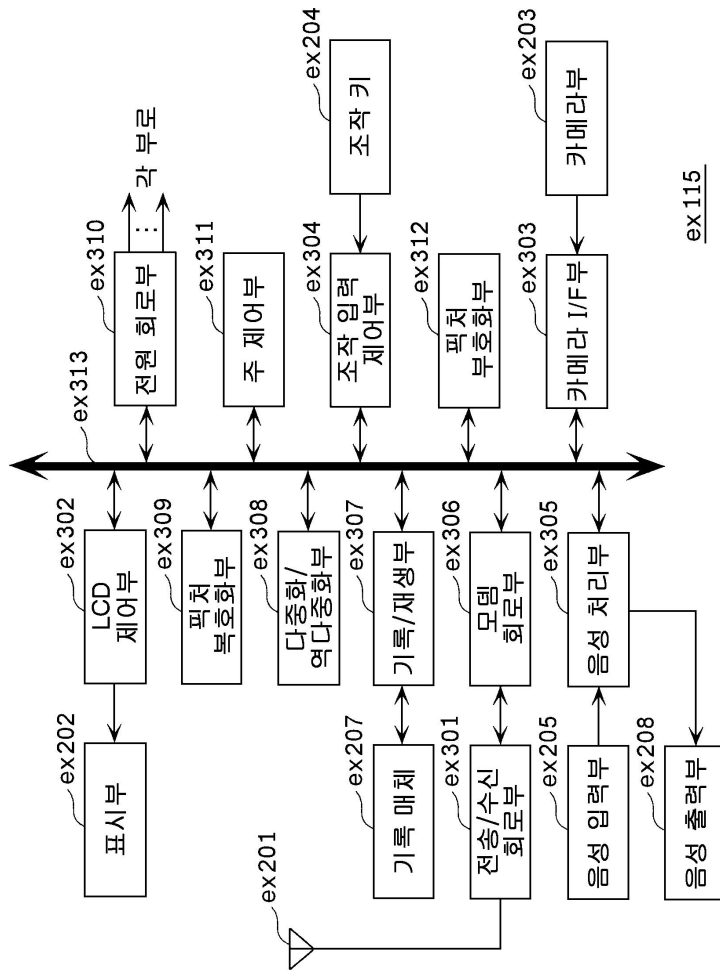 ex115
ex201
ex202
표시부
ex302
LCD
제어부
ex313
ex310
전원 회로부
각 부로
...
ex309
픽처
복호화부
ex311
주 제어부
ex308
다중화/
역다중화부
ex304
조작 입력
제어부
ex204
조작 키
ex207
기록 매체
ex307
기록/재생부
ex312
픽처
부호화부
ex301
전송/수신
회로부
ex306
모뎀
회로부
ex303
카메라 I/F부
ex203
카메라부
ex205
음성 입력부
ex305
음성 처리부
ex208
음성 출력부